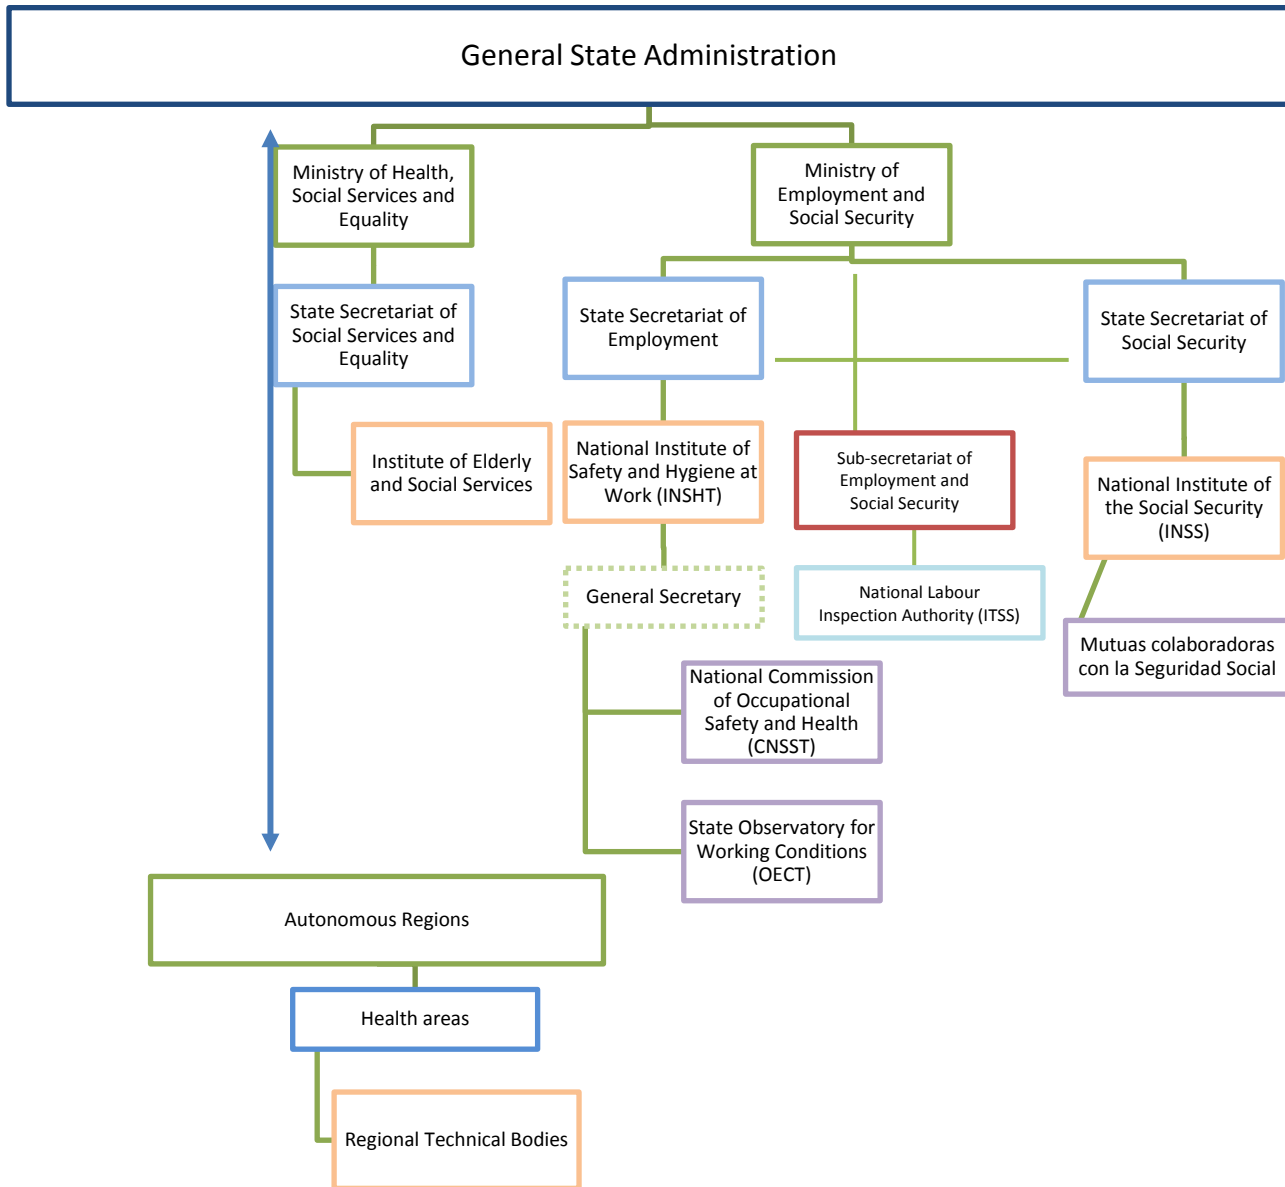 General State Administration
Ministry of Health,
Social Services and
Equality
Ministry of
Employment and
Social Security
State Secretariat of
Social Services and
Equality
State Secretariat of
Employment
State Secretariat of
Social Security
Institute of Elderly
and Social Services
National Institute of
Safety and Hygiene at
Work (INSHT)
Sub-secretariat of
Employment and
Social Security
National Institute of
the Social Security
(INSS)
General Secretary
National Labour
Inspection Authority (ITSS)
Mutuas colaboradoras
con la Seguridad Social
National Commission
of Occupational
Safety and Health
(CNSST)
State Observatory for
Working Conditions
(OECT)
Autonomous Regions
Health areas
Regional Technical Bodies